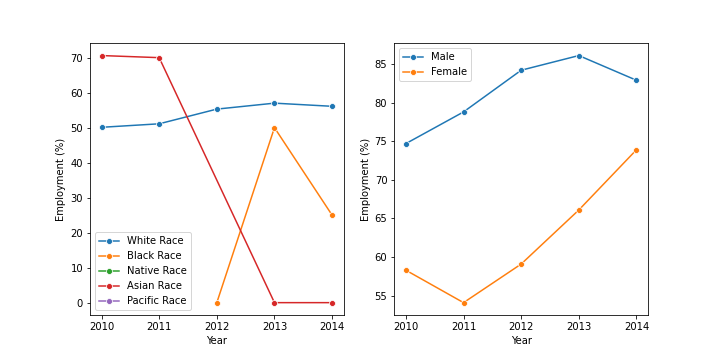 70
60
50
40
30
20
10
0
Employment (%)
White Race
Black Race
Native Race
Asian Race
Pacific Race
2010 2011 2012 2013 2014
Year
85
80
75
70
65
60
55
Employment (%)
Male
Female
2010 2011 2012 2013 2014
Year